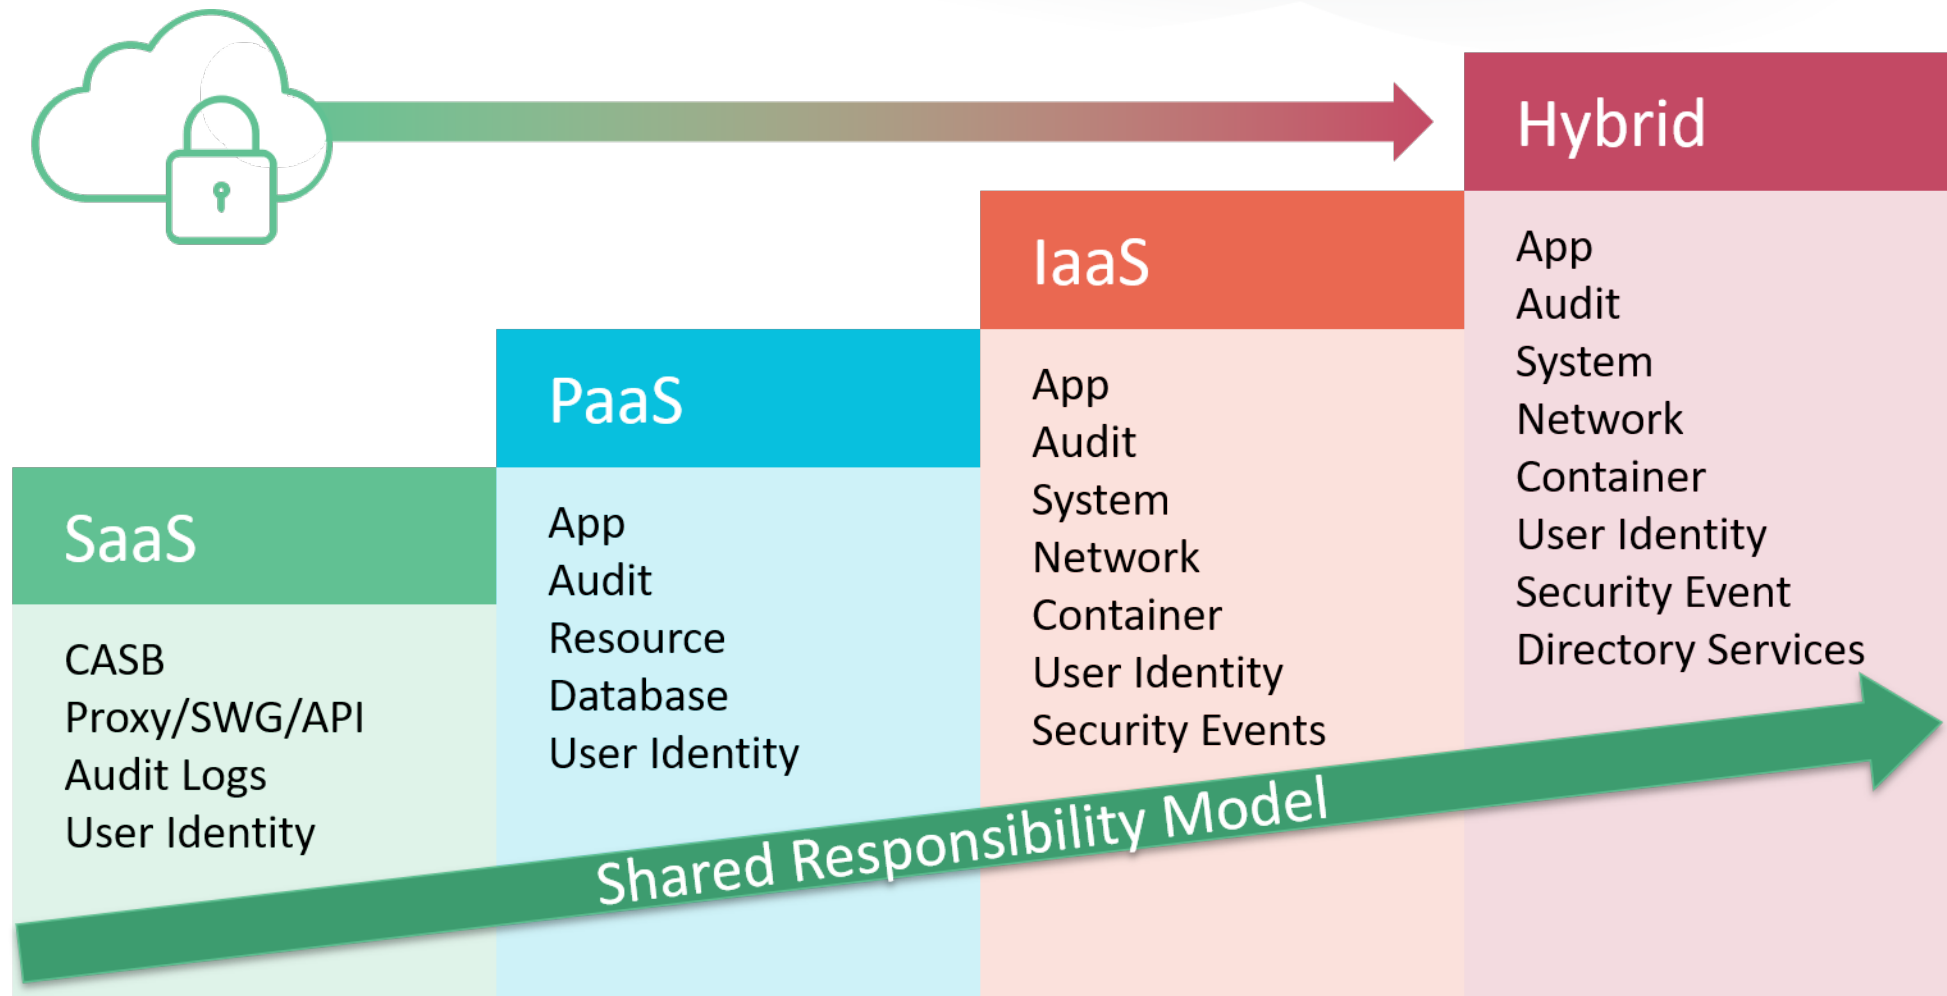 SaaS
CASB
Proxy/SWG/API
Audit Logs
User Identity
PaaS
App
Audit
Resource
Database
User Identity
IaaS
App
Audit
System
Network
Container
User Identity
Security Events
Hybrid
App
Audit
System
Network
Container
User Identity
Security Event
Directory Services
Shared Responsibility Model